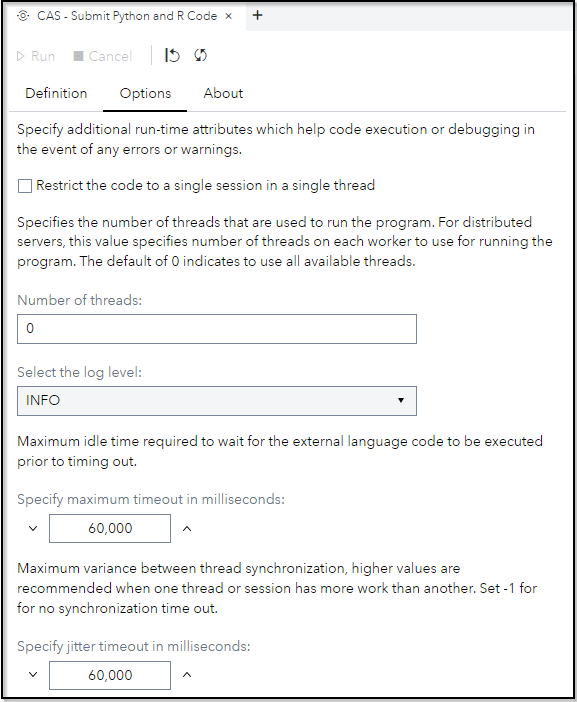 CAS - Submit Python and R Code × +
Run Cancel
Definition Options About
Specify additional run-time attributes which help code execution or debugging in
the event of any errors or warnings.
Restrict the code to a single session in a single thread
Specifies the number of threads that are used to run the program. For distributed
servers, this value specifies number of threads on each worker to use for running the
program. The default of 0 indicates to use all available threads.
Number of threads:
0
Select the log level:
INFO
Maximum idle time required to wait for the external language code to be executed
prior to timing out.
Specify maximum timeout in milliseconds:
60,000
Maximum variance between thread synchronization, higher values are
recommended when one thread or session has more work than another. Set -1 for
for no synchronization time out.
Specify jitter timeout in milliseconds:
60,000